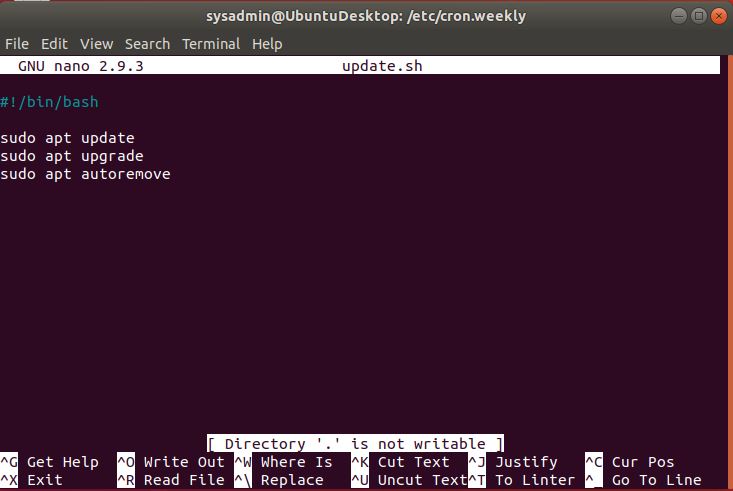 sysadmin@UbuntuDesktop: /etc/cron.weekly
File Edit View Search Terminal Help
GNU nano 2.9.3 update.sh
#!/bin/bash
sudo apt update
sudo apt upgrade
sudo apt autoremove
[ Directory '.' is not writable ]
^G Get Help ^O Write Out ^W Where Is ^K Cut Text ^J Justify ^C Cur Pos
^X Exit ^R Read File ^\ Replace ^U Uncut Text ^T To Linter ^_ Go To Line